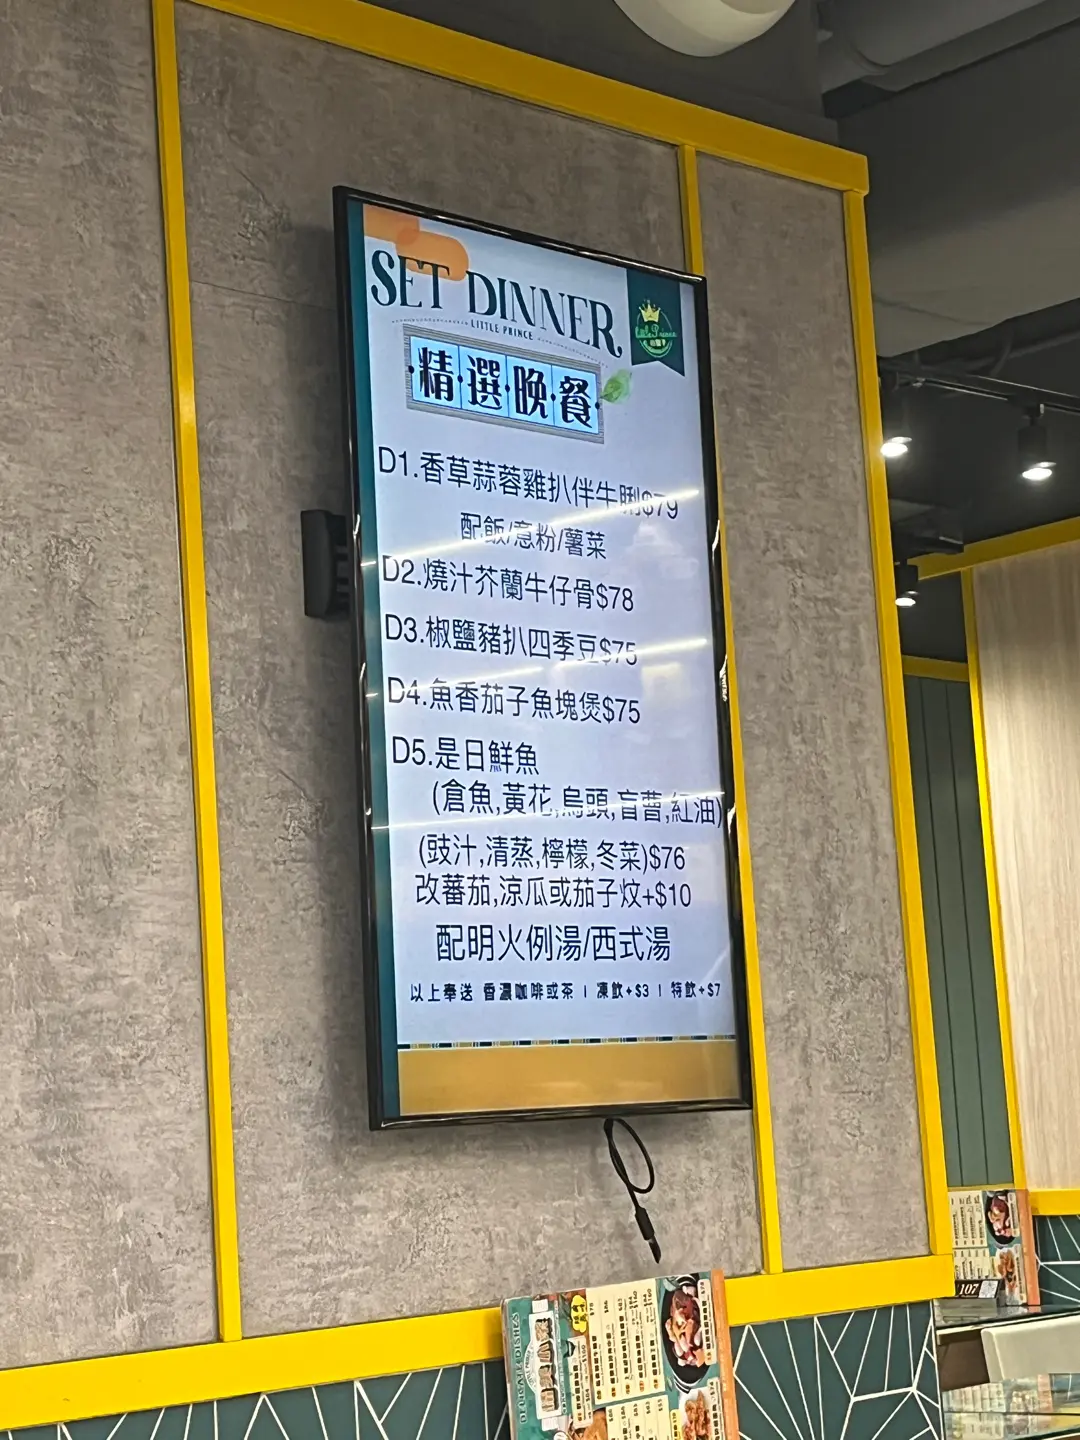 SET DINNER
LITTLE PRINCE
Little Prince
精選晚餐
D1.香草蒜蓉雞扒伴牛脷$79
配飯/意粉/薯菜
D2.燒汁芥蘭牛仔骨$78
D3.椒鹽豬扒四季豆$75
D4.魚香茄子魚塊煲$75
D5.是日鮮魚
(倉魚,黃花,烏頭,盲曹,紅油)
(豉汁,清蒸,檸檬,冬菜)$76
改蕃茄,涼瓜或茄子炆+$10
配明火例湯/西式湯
以上奉送 香濃咖啡或茶 | 凍飲+$3 | 特飲+$7
107